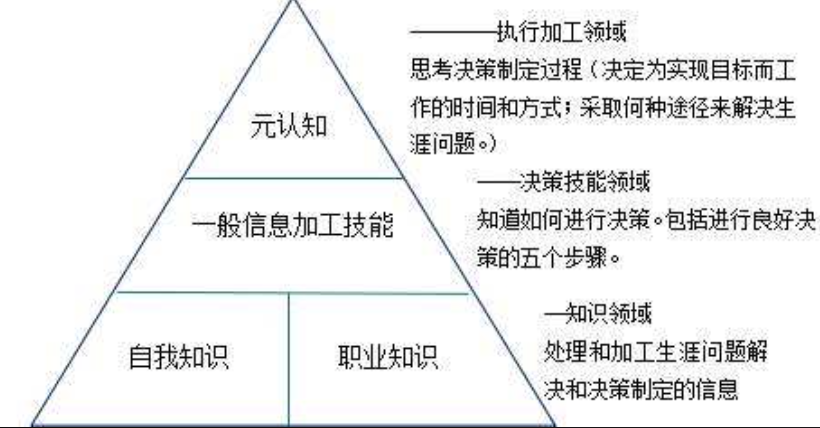 ————执行加工领域
思考决策制定过程（决定为实现目标而工
作的时间和方式；采取何种途径来解决生
涯问题。）
元认知
——决策技能领域
知道如何进行决策。包括进行良好决
策的五个步骤。
一般信息加工技能
—知识领域
处理和加工生涯问题解
决和决策制定的信息
自我知识
职业知识